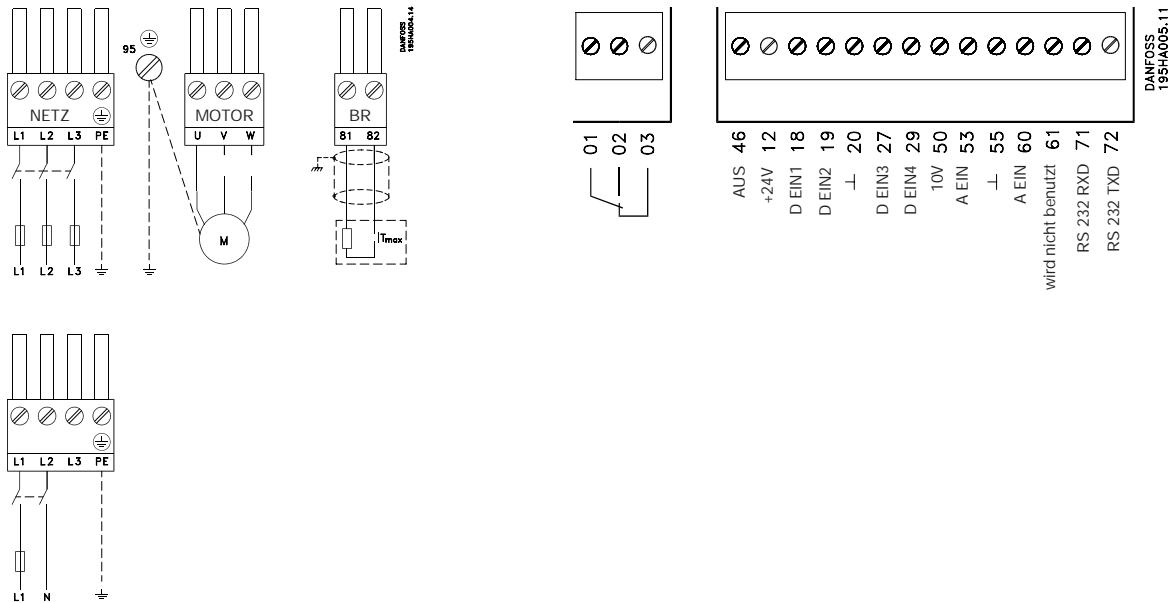 DANFOSS
195HA004.14
95
NETZ
MOTOR
BR
L1 L2 L3 PE
U V W
81 82
M
Tmax
L1 L2 L3
01
02
03
AUS 46
+24V 12
D EIN1 18
D EIN2 19
⊥ 20
D EIN3 27
D EIN4 29
10V 50
A EIN 53
⊥ 55
A EIN 60
wird nicht benutzt 61
RS 232 RXD 71
RS 232 TXD 72
DANFOSS
195HA005.11
L1 L2 L3 PE
L1 N